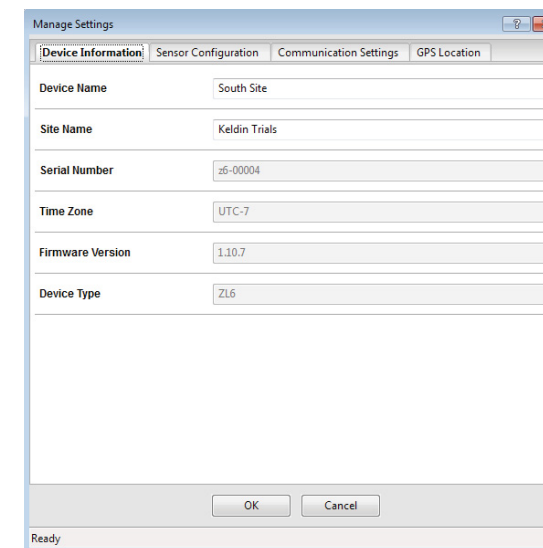 Manage Settings
?
Device Information Sensor Configuration Communication Settings GPS Location
Device Name South Site
Site Name Keldin Trials
Serial Number z6-00004
Time Zone UTC-7
Firmware Version 1.10.7
Device Type ZL6
OK Cancel
Ready